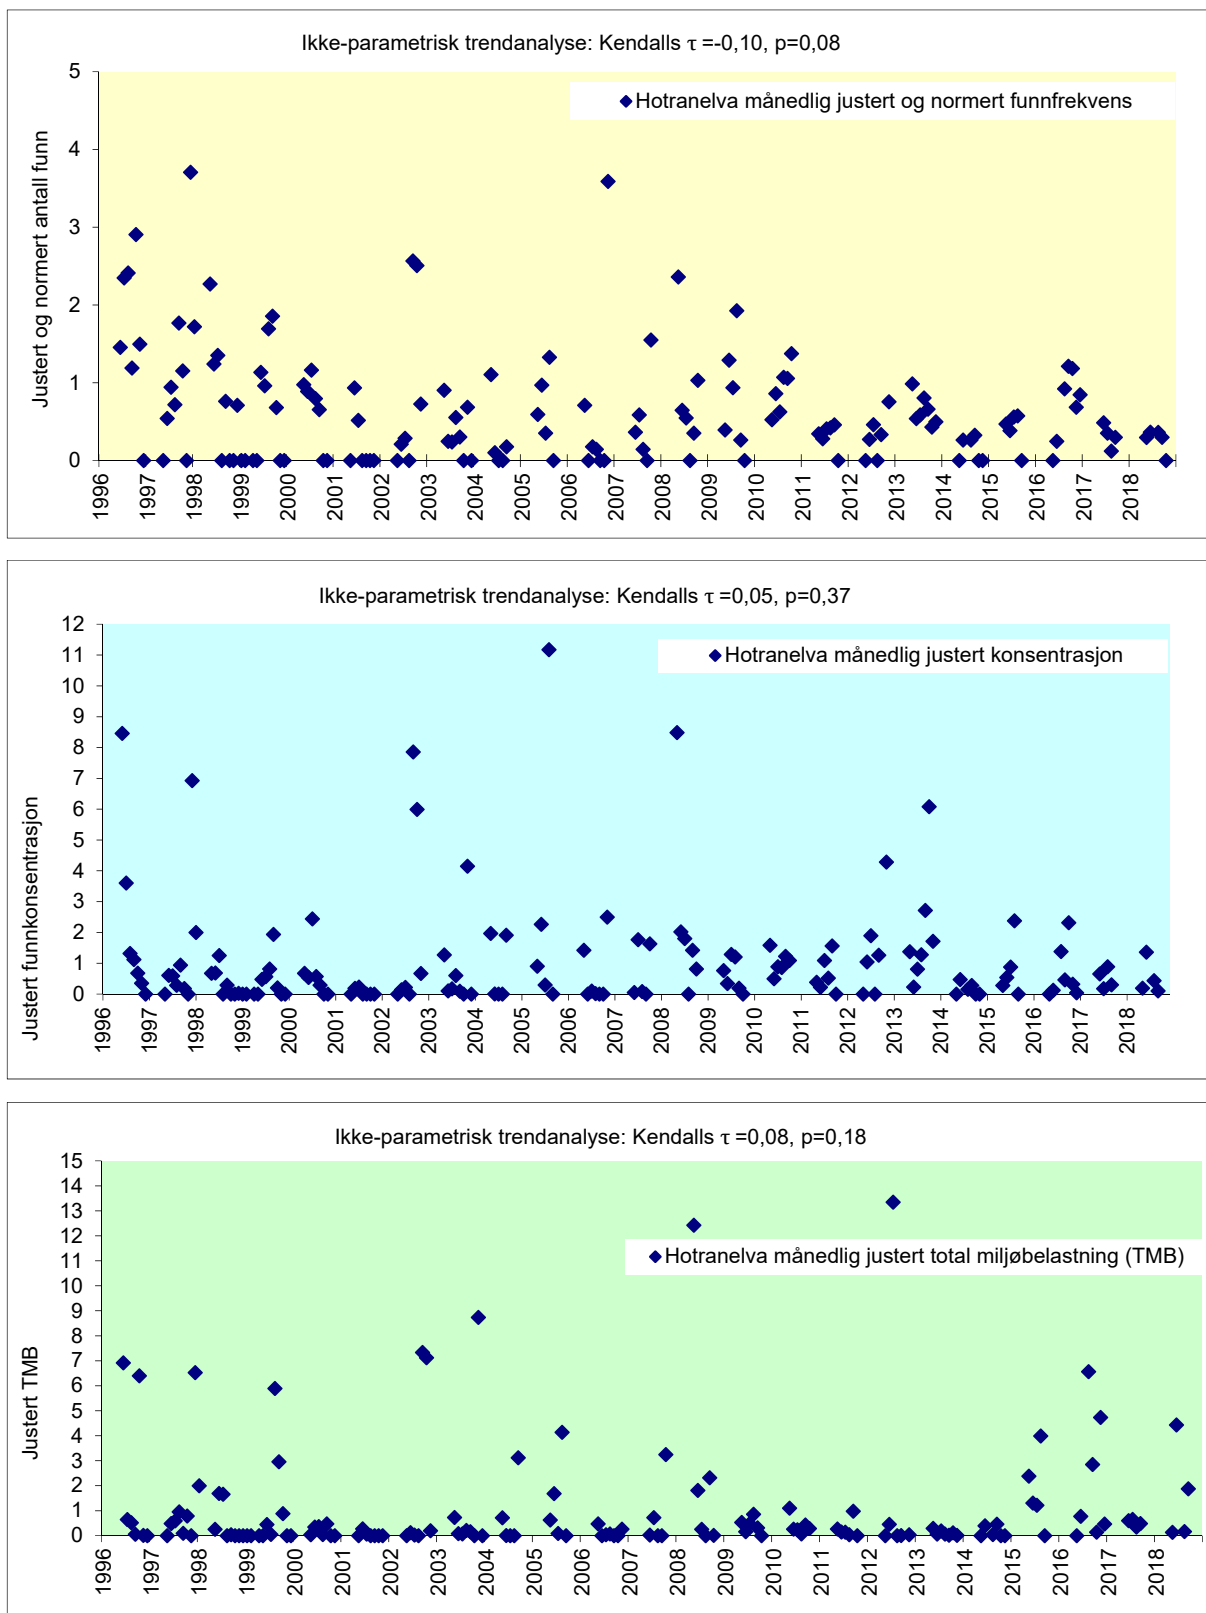 Ikke-parametrisk trendanalyse: Kendalls τ =-0,10, p=0,08
5
4
3
2
1
0
Justert og normert antall funn
Hotranelva månedlig justert og normert funnfrekvens
1996 1997 1998 1999 2000 2001 2002 2003 2004 2005 2006 2007 2008 2009 2010 2011 2012 2013 2014 2015 2016 2017 2018
Ikke-parametrisk trendanalyse: Kendalls τ =0,05, p=0,37
12
11
10
9
8
7
6
5
4
3
2
1
0
Justert funnkonsentrasjon
Hotranelva månedlig justert konsentrasjon
1996 1997 1998 1999 2000 2001 2002 2003 2004 2005 2006 2007 2008 2009 2010 2011 2012 2013 2014 2015 2016 2017 2018
Ikke-parametrisk trendanalyse: Kendalls τ =0,08, p=0,18
15
14
13
12
11
10
9
8
7
6
5
4
3
2
1
0
Justert TMB
Hotranelva månedlig justert total miljøbelastning (TMB)
1996 1997 1998 1999 2000 2001 2002 2003 2004 2005 2006 2007 2008 2009 2010 2011 2012 2013 2014 2015 2016 2017 2018